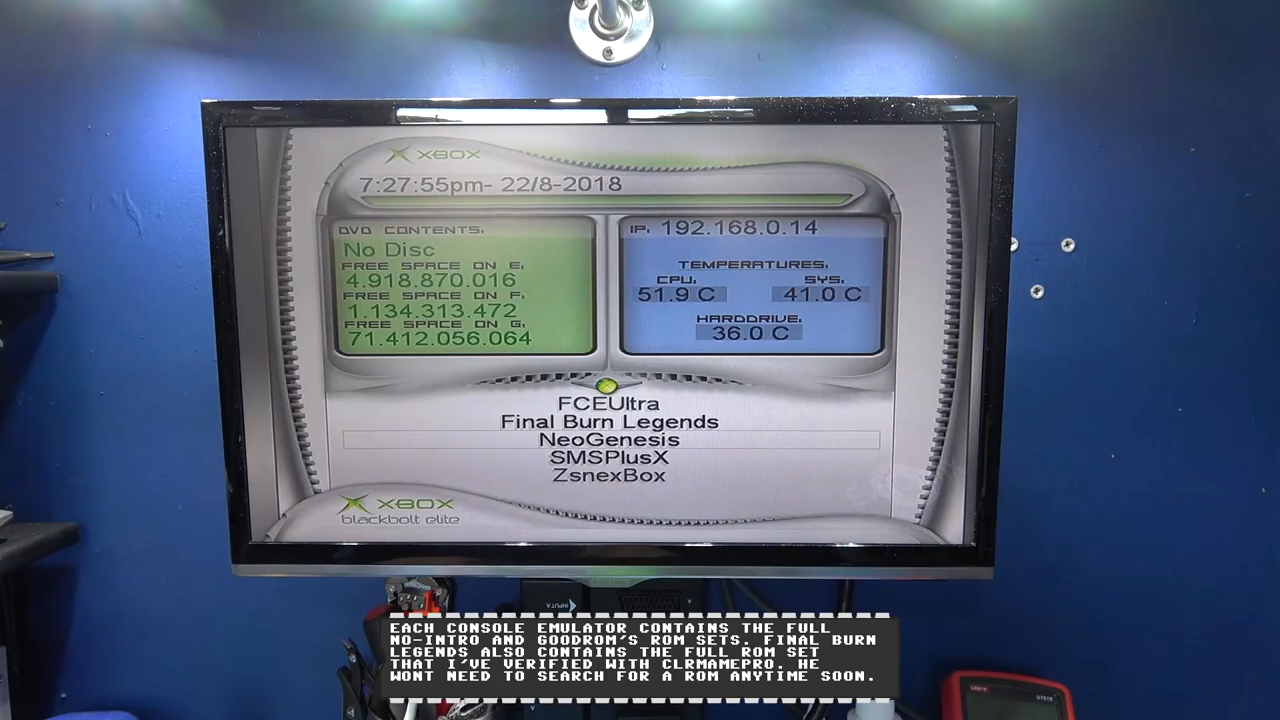 XBOX
7:27:55pm- 22/8-2018
DVD CONTENTS.
No Disc
FREE SPACE ON E.
4.918.870.016
FREE SPACE ON F.
1.134.313.472
FREE SPACE ON G.
71.412.056.064
IP. 192.168.0.14
TEMPERATURES.
CPU. SYS.
51.9 C 41.0 C
HARDDRIVE.
36.0 C
FCEUltra
Final Burn Legends
NeoGenesis
SMSPlusX
ZsnexBox
XBOX
blackbolt elite
INPUT A
EACH CONSOLE EMULATOR CONTAINS THE FULL
NO-INTRO AND GOODROM'S ROM SETS. FINAL BURN
LEGENDS ALSO CONTAINS THE FULL ROM SET
THAT I'VE VERIFIED WITH CLRMAMEPRO. HE
WONT NEED TO SEARCH FOR A ROM ANYTIME SOON.
UNI-T